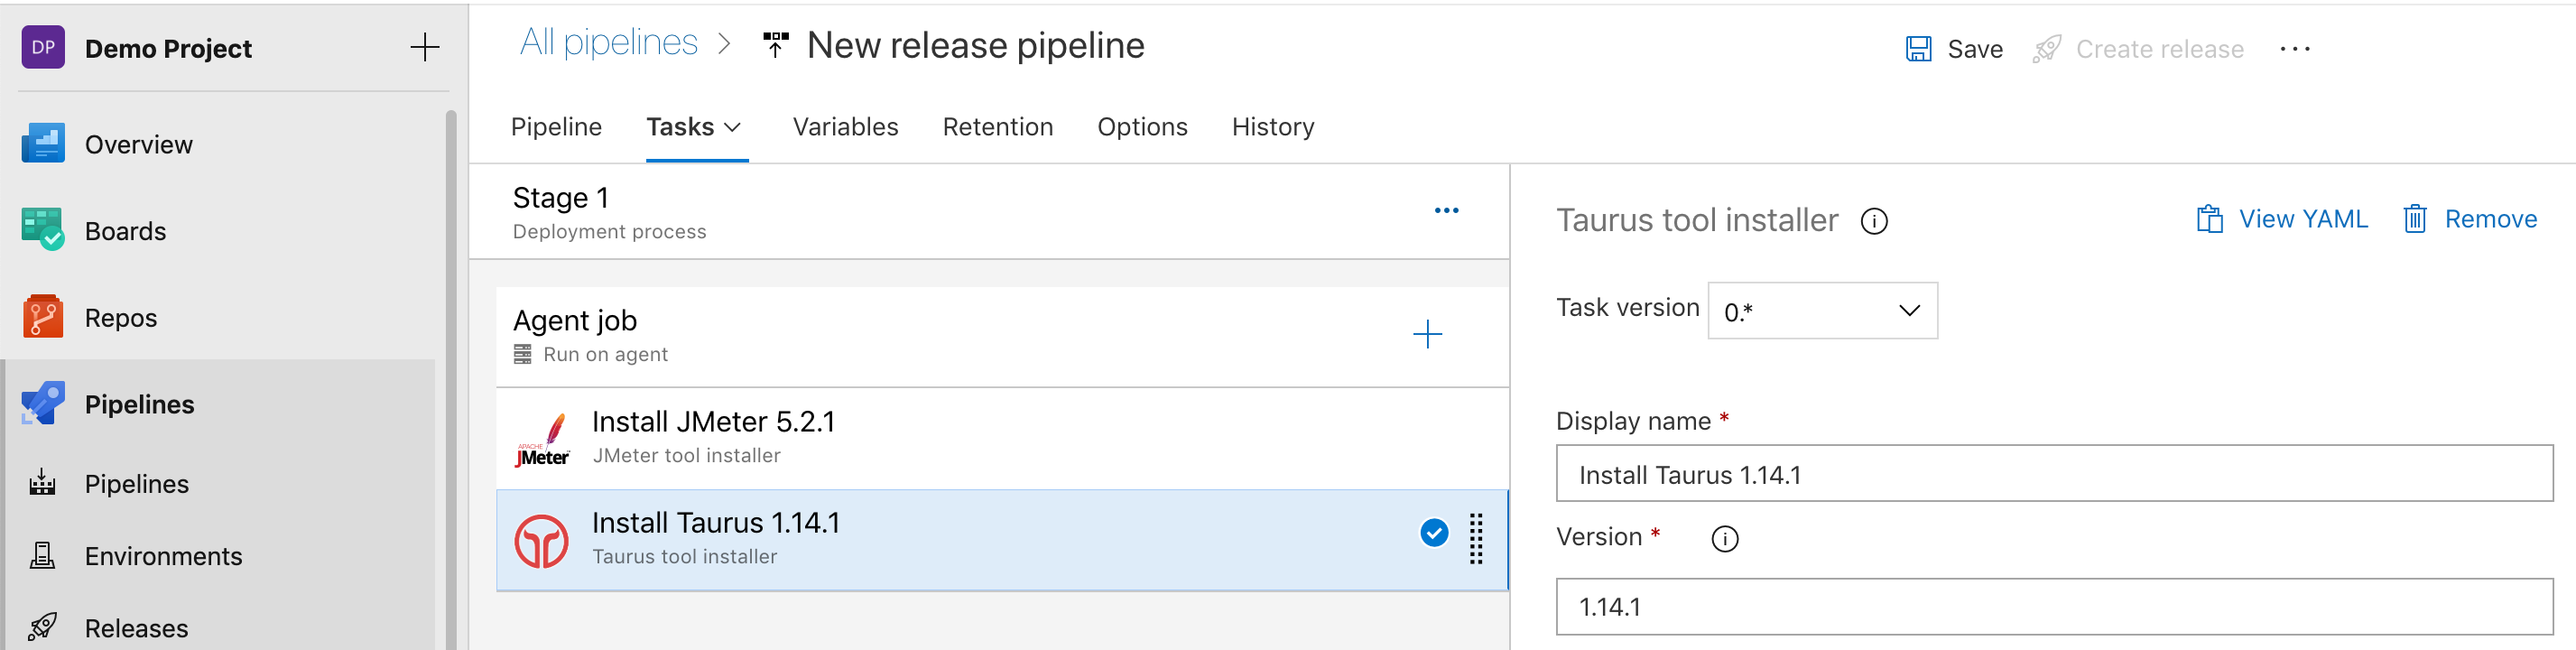 DP Demo Project
Overview
Boards
Repos
Pipelines
Pipelines
Environments
Releases
All pipelines > New release pipeline
Save Create release ...
Pipeline Tasks Variables Retention Options History
Stage 1
Deployment process
Agent job
Run on agent
APACHE
JMeter
Install JMeter 5.2.1
JMeter tool installer
Install Taurus 1.14.1
Taurus tool installer
Taurus tool installer View YAML Remove
Task version 0.*
Display name *
Install Taurus 1.14.1
Version *
1.14.1